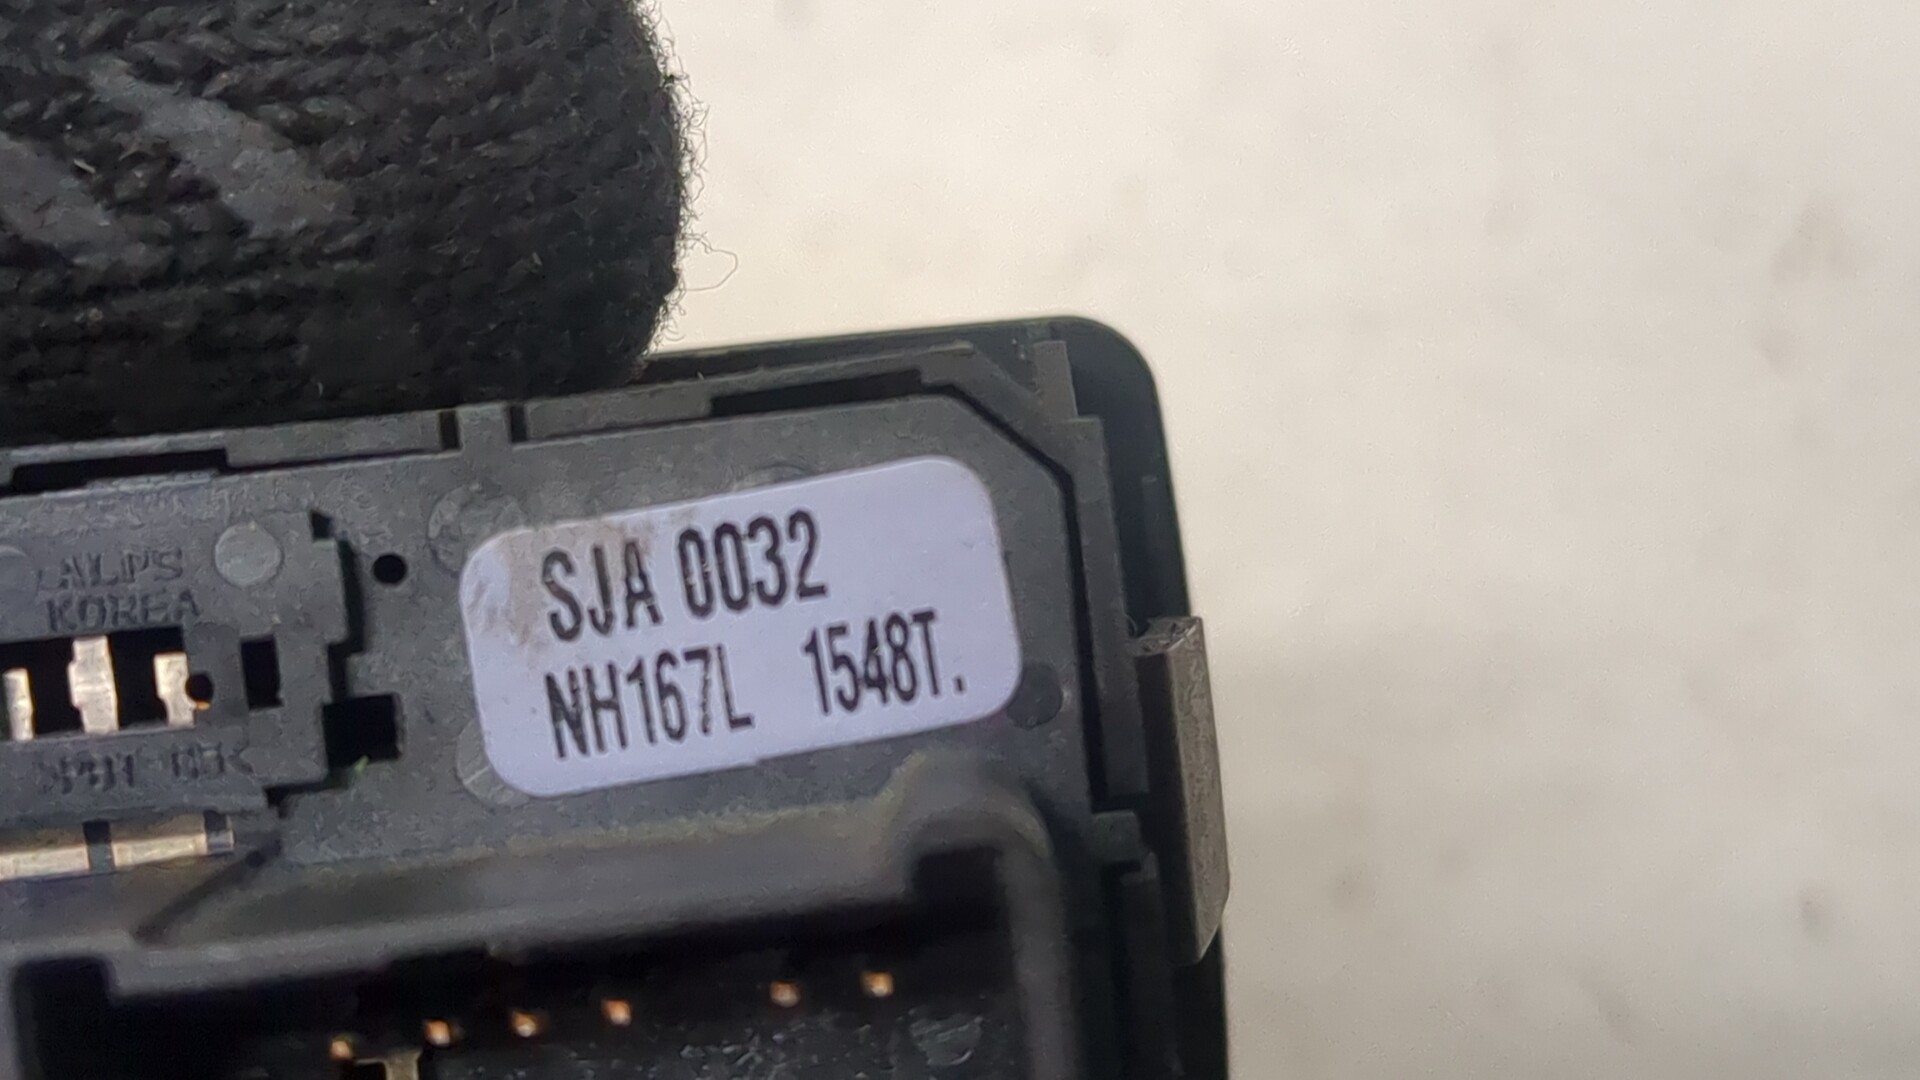 ALPS
KOREA
SJA 0032
NH167L 1548T.